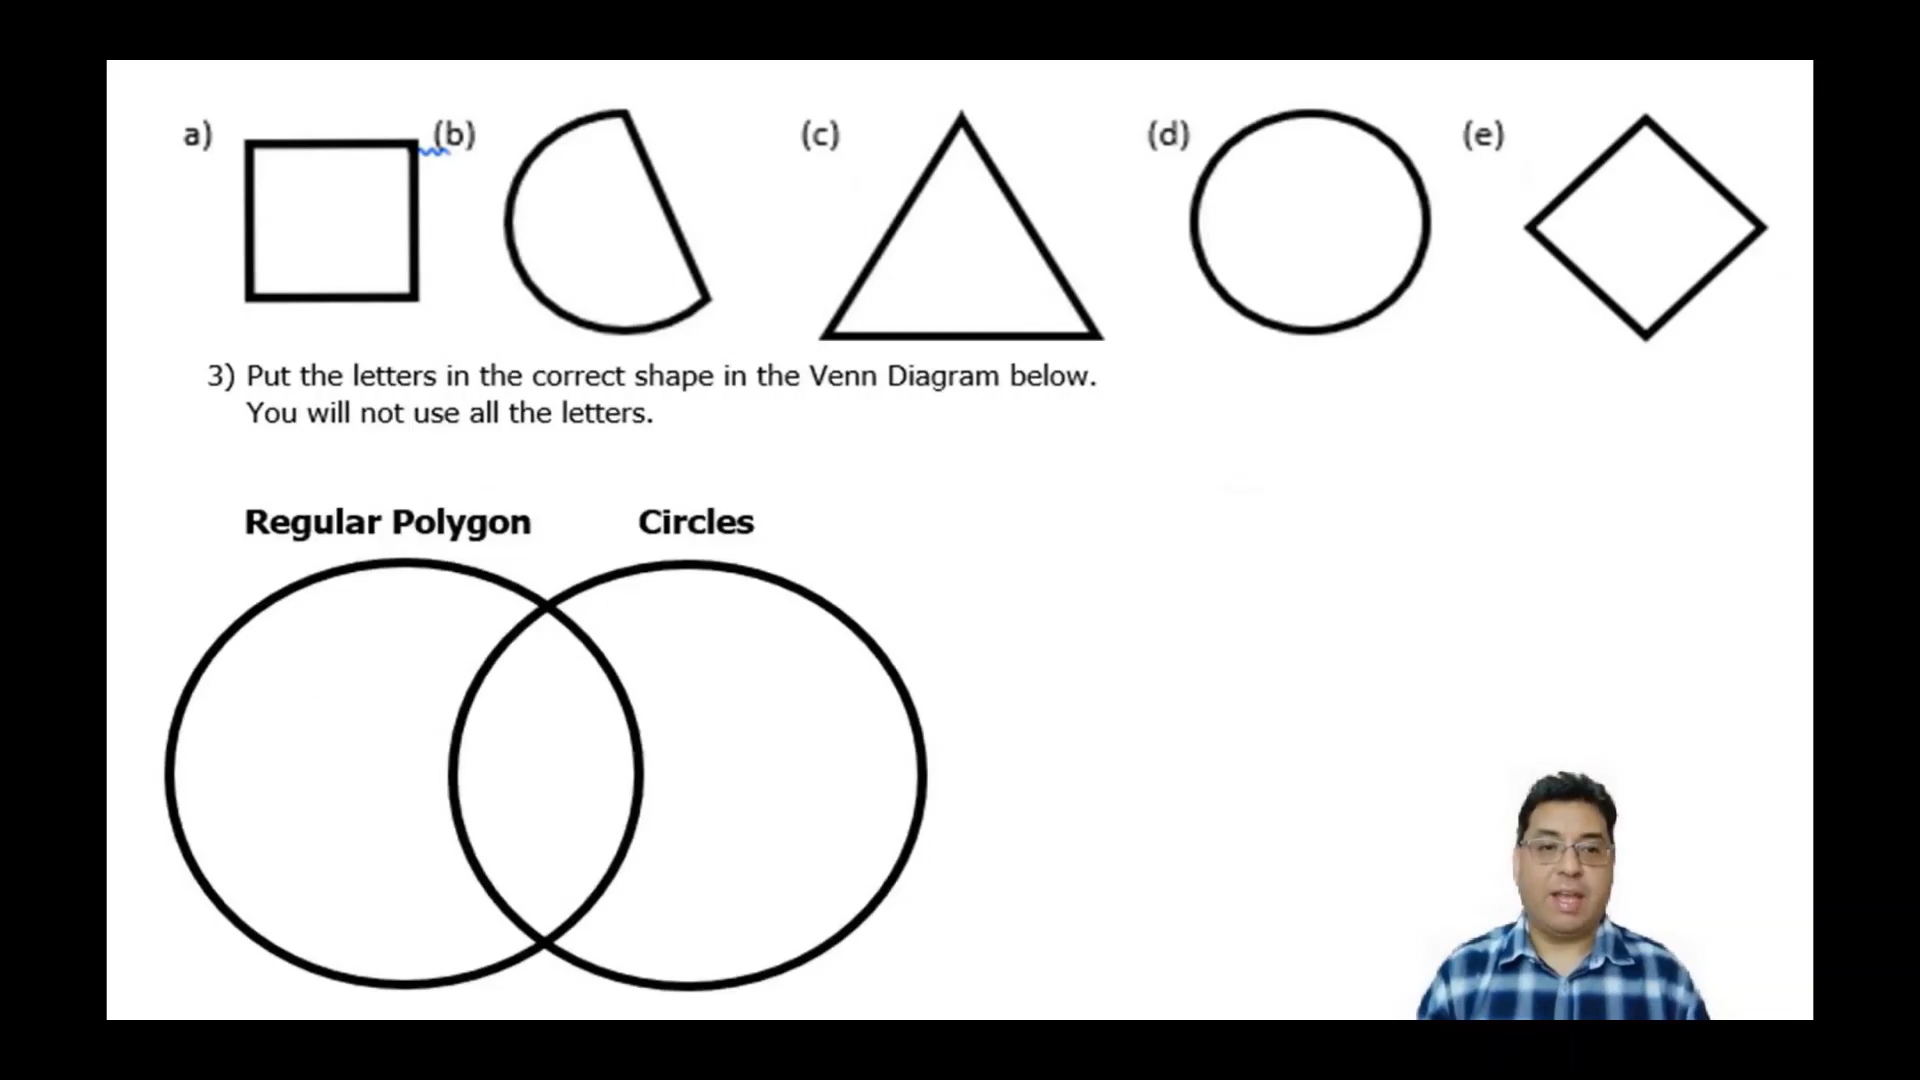 a) (b) (c) (d) (e)
3) Put the letters in the correct shape in the Venn Diagram below.
You will not use all the letters.
Regular Polygon Circles